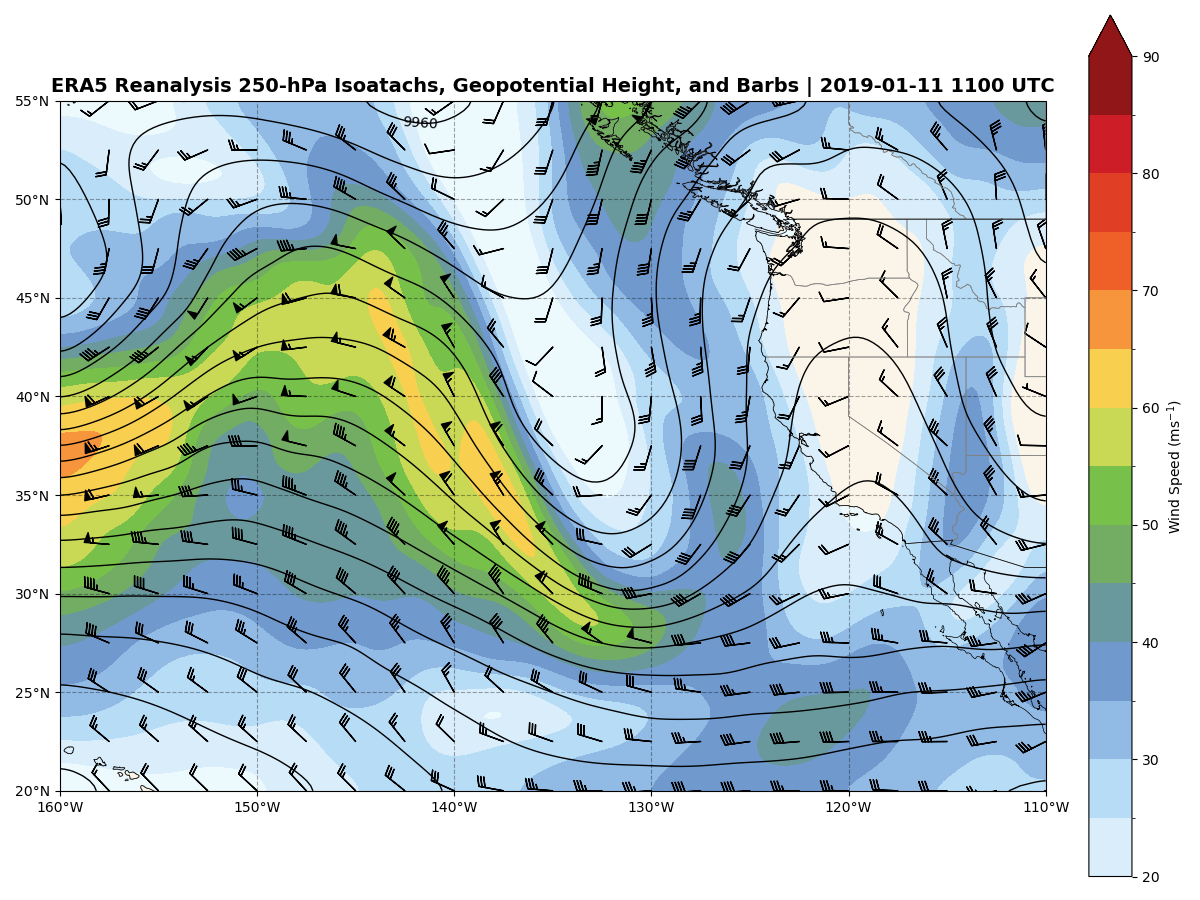 ERA5 Reanalysis 250-hPa Isoatachs, Geopotential Height, and Barbs | 2019-01-11 1100 UTC
90
80
70
60
50
40
30
20
Wind Speed (ms⁻¹)
55°N
50°N
45°N
40°N
35°N
30°N
25°N
20°N
9960
160°W 150°W 140°W 130°W 120°W 110°W